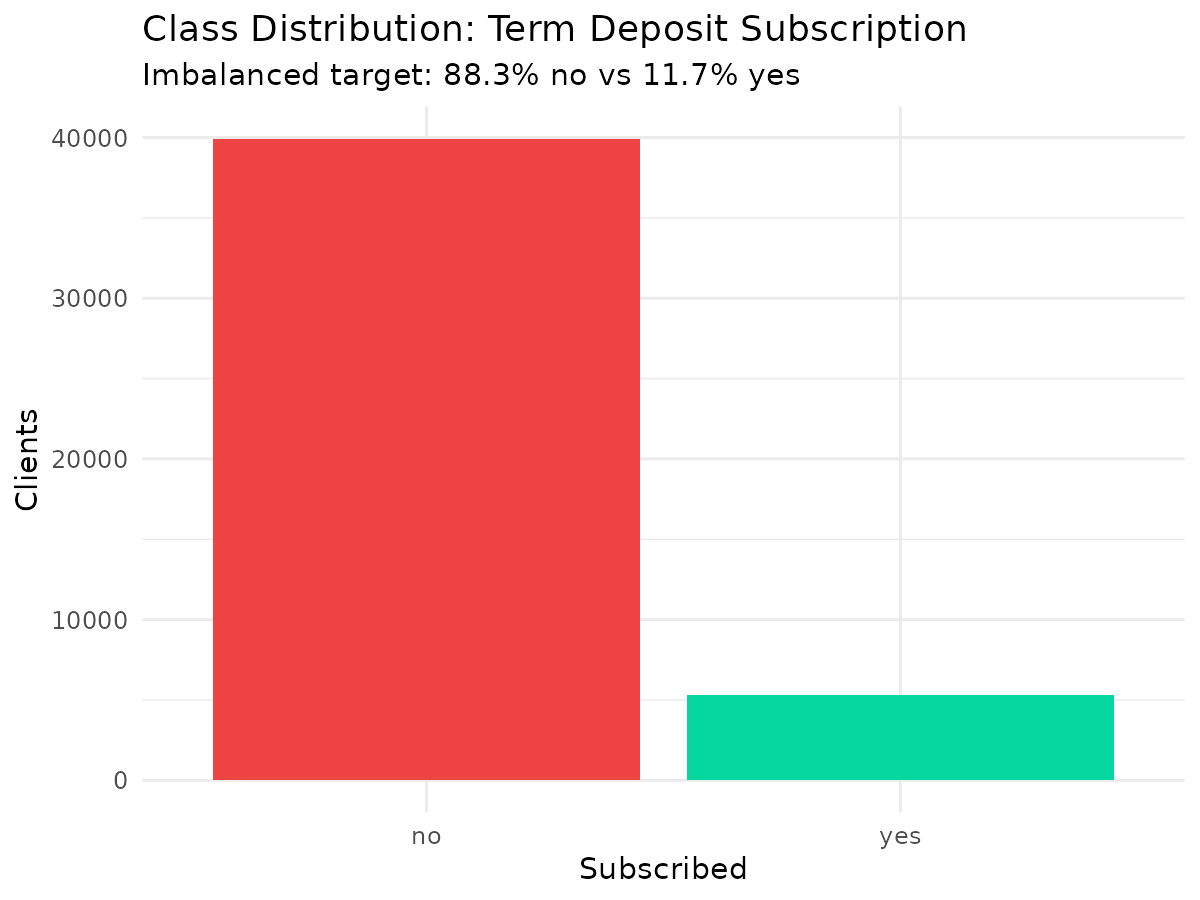 Class Distribution: Term Deposit Subscription
Imbalanced target: 88.3% no vs 11.7% yes
40000
30000
20000
10000
0
Clients
no
yes
Subscribed